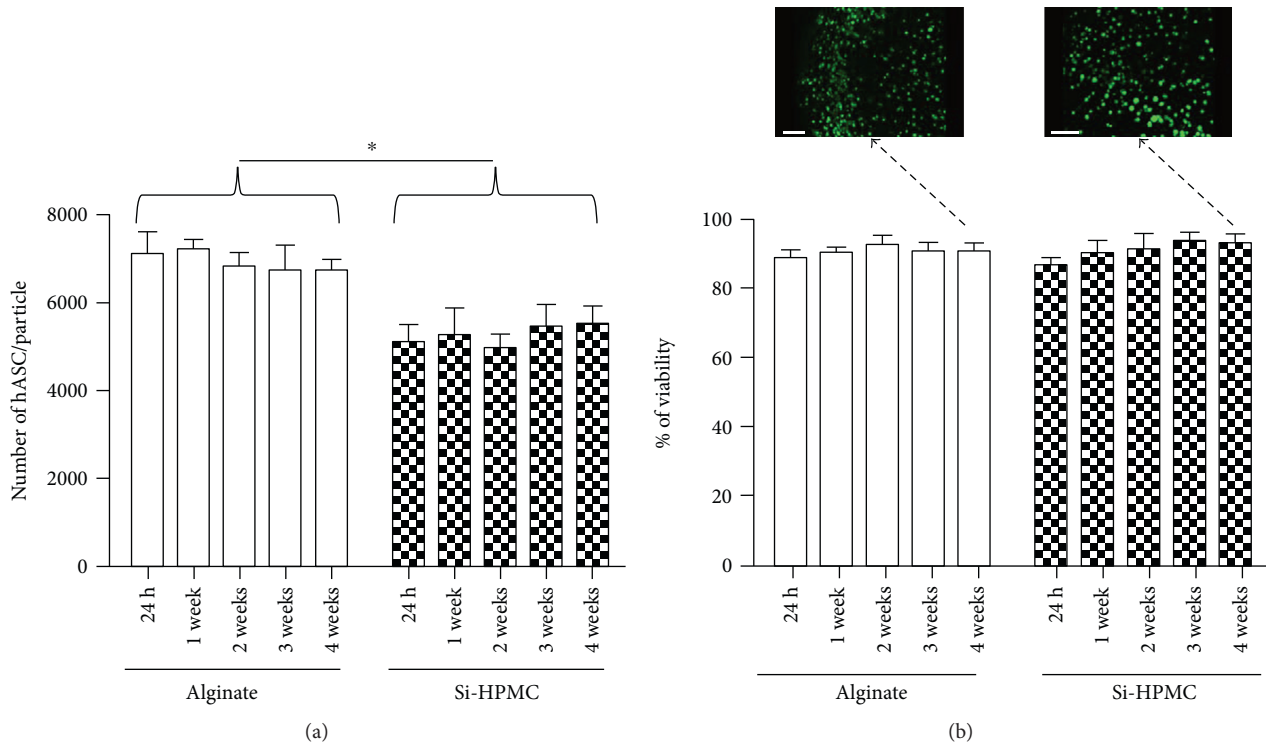 *
Number of hASC/particle
8000
6000
4000
2000
0
24 h
1 week
2 weeks
3 weeks
4 weeks
24 h
1 week
2 weeks
3 weeks
4 weeks
Alginate
Si-HPMC
(a)
% of viability
100
80
60
40
20
0
24 h
1 week
2 weeks
3 weeks
4 weeks
24 h
1 week
2 weeks
3 weeks
4 weeks
Alginate
Si-HPMC
(b)